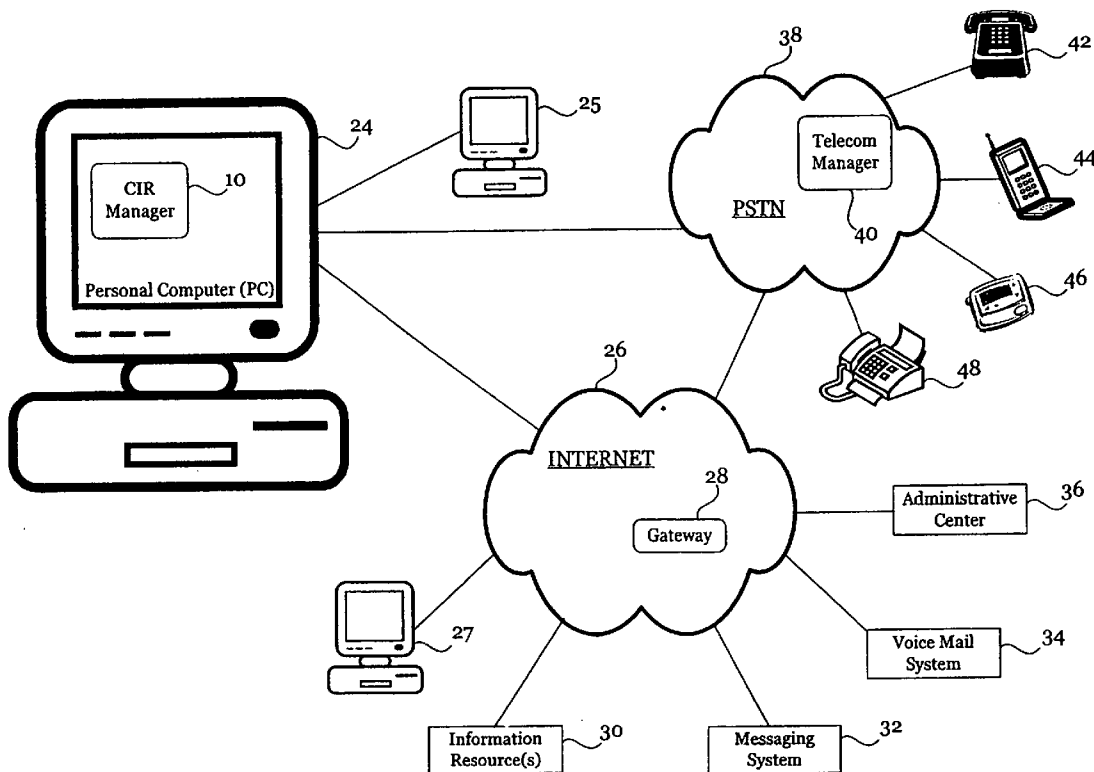 38
42
24
25
CIR
Manager
10
Telecom
Manager
44
PSTN
40
Personal Computer (PC)
46
26
48
INTERNET
28
Gateway
Administrative
Center
36
27
Voice Mail
System
34
Information
Resource(s)
30
Messaging
System
32